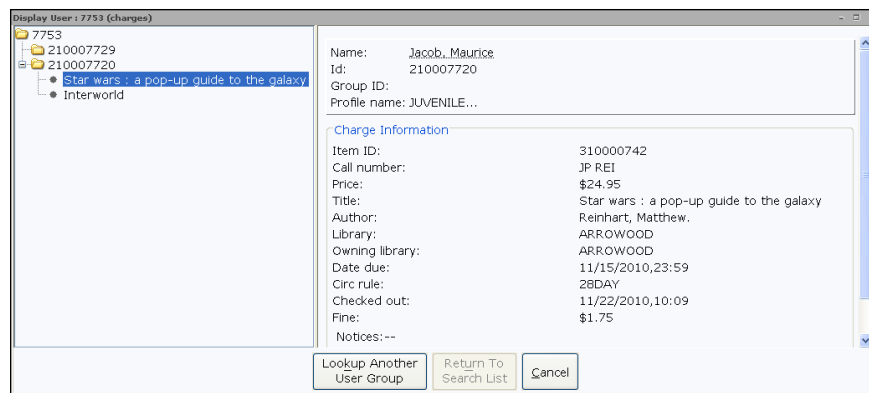 Display User : 7753 (charges)
7753
210007729
210007720
Star wars : a pop-up guide to the galaxy
Interworld
Name: Jacob, Maurice
Id: 210007720
Group ID:
Profile name: JUVENILE...
Charge Information
Item ID: 310000742
Call number: JP REI
Price: $24.95
Title: Star wars : a pop-up guide to the galaxy
Author: Reinhart, Matthew.
Library: ARROWOOD
Owning library: ARROWOOD
Date due: 11/15/2010,23:59
Circ rule: 28DAY
Checked out: 11/22/2010,10:09
Fine: $1.75
Notices:--
Lookup Another
User Group
Return To
Search List
Cancel